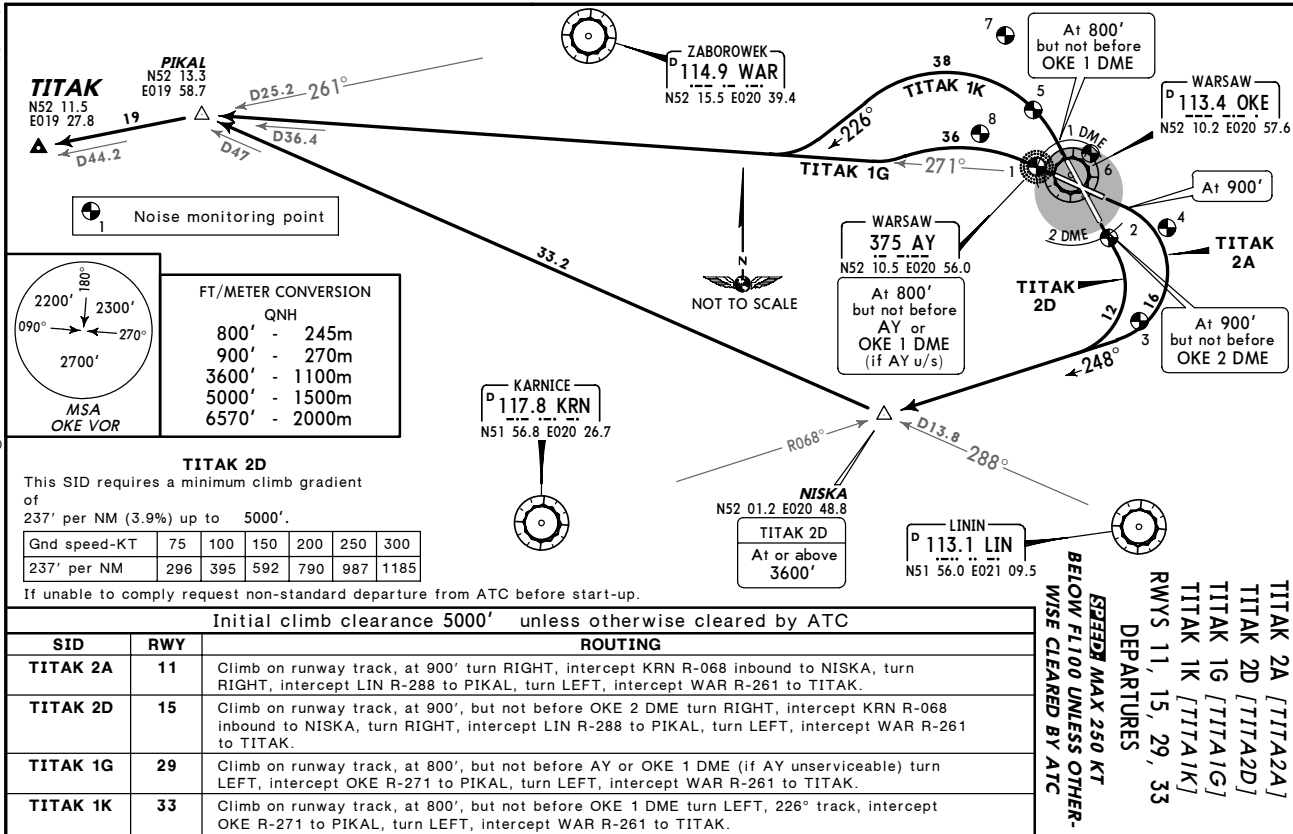 PIKAL
N52 13.3
E019 58.7
TITAK
N52 11.5
E019 27.8
19
D44.2
D25.2
261°
D36.4
D47
ZABOROWEK
D 114.9 WAR
N52 15.5 E020 39.4
7
At 800'
but not before
OKE 1 DME
38
TITAK 1K
226°
5
8
36
TITAK 1G
271°
1
1 DME
6
WARSAW
D 113.4 OKE
N52 10.2 E020 57.6
At 900'
4
2 DME
2
TITAK
2A
TITAK
2D
12
16
3
248°
At 900'
but not before
OKE 2 DME
1
Noise monitoring point
33.2
N
NOT TO SCALE
WARSAW
375 AY
N52 10.5 E020 56.0
At 800'
but not before
AY or
OKE 1 DME
(if AY u/s)
180°
2200'
2300'
090°
270°
2700'
MSA
OKE VOR
FT/METER CONVERSION
QNH
800' - 245m
900' - 270m
3600' - 1100m
5000' - 1500m
6570' - 2000m
KARNICE
D 117.8 KRN
N51 56.8 E020 26.7
R068°
D13.8
288°
NISKA
N52 01.2 E020 48.8
TITAK 2D
At or above
3600'
LININ
D 113.1 LIN
N51 56.0 E021 09.5
TITAK 2D
This SID requires a minimum climb gradient
of
237' per NM (3.9%) up to 5000'.
Gnd speed-KT 75 100 150 200 250 300
237' per NM 296 395 592 790 987 1185
If unable to comply request non-standard departure from ATC before start-up.
TITAK 2A [TITA2A]
TITAK 2D [TITA2D]
TITAK 1G [TITA1G]
TITAK 1K [TITA1K]
RWYS 11, 15, 29, 33
DEPARTURES
SPEED: MAX 250 KT
BELOW FL100 UNLESS OTHER-
WISE CLEARED BY ATC
Initial climb clearance 5000' unless otherwise cleared by ATC
SID RWY ROUTING
TITAK 2A 11 Climb on runway track, at 900' turn RIGHT, intercept KRN R-068 inbound to NISKA, turn
RIGHT, intercept LIN R-288 to PIKAL, turn LEFT, intercept WAR R-261 to TITAK.
TITAK 2D 15 Climb on runway track, at 900', but not before OKE 2 DME turn RIGHT, intercept KRN R-068
inbound to NISKA, turn RIGHT, intercept LIN R-288 to PIKAL, turn LEFT, intercept WAR R-261
to TITAK.
TITAK 1G 29 Climb on runway track, at 800', but not before AY or OKE 1 DME (if AY unserviceable) turn
LEFT, intercept OKE R-271 to PIKAL, turn LEFT, intercept WAR R-261 to TITAK.
TITAK 1K 33 Climb on runway track, at 800', but not before OKE 1 DME turn LEFT, 226° track, intercept
OKE R-271 to PIKAL, turn LEFT, intercept WAR R-261 to TITAK.